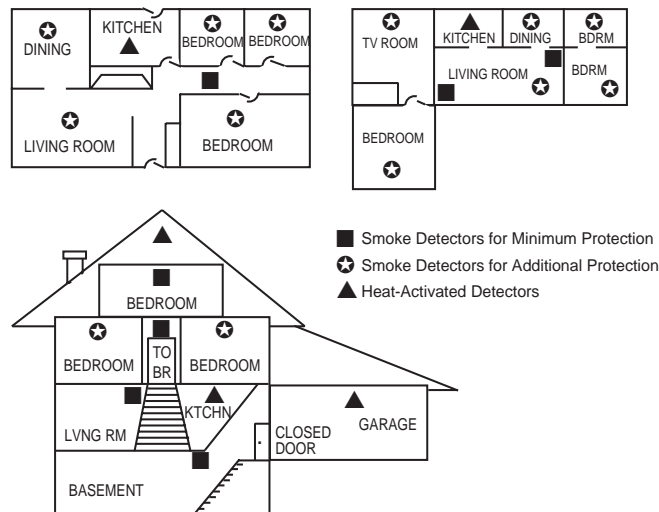 DINING
KITCHEN
BEDROOM
BEDROOM
LIVING ROOM
BEDROOM
TV ROOM
KITCHEN
DINING
BDRM
LIVING ROOM
BDRM
BEDROOM
Smoke Detectors for Minimum Protection
Smoke Detectors for Additional Protection
Heat-Activated Detectors
BEDROOM
BEDROOM
TO
BR
BEDROOM
LVNG RM
KTCHN
CLOSED
DOOR
GARAGE
BASEMENT